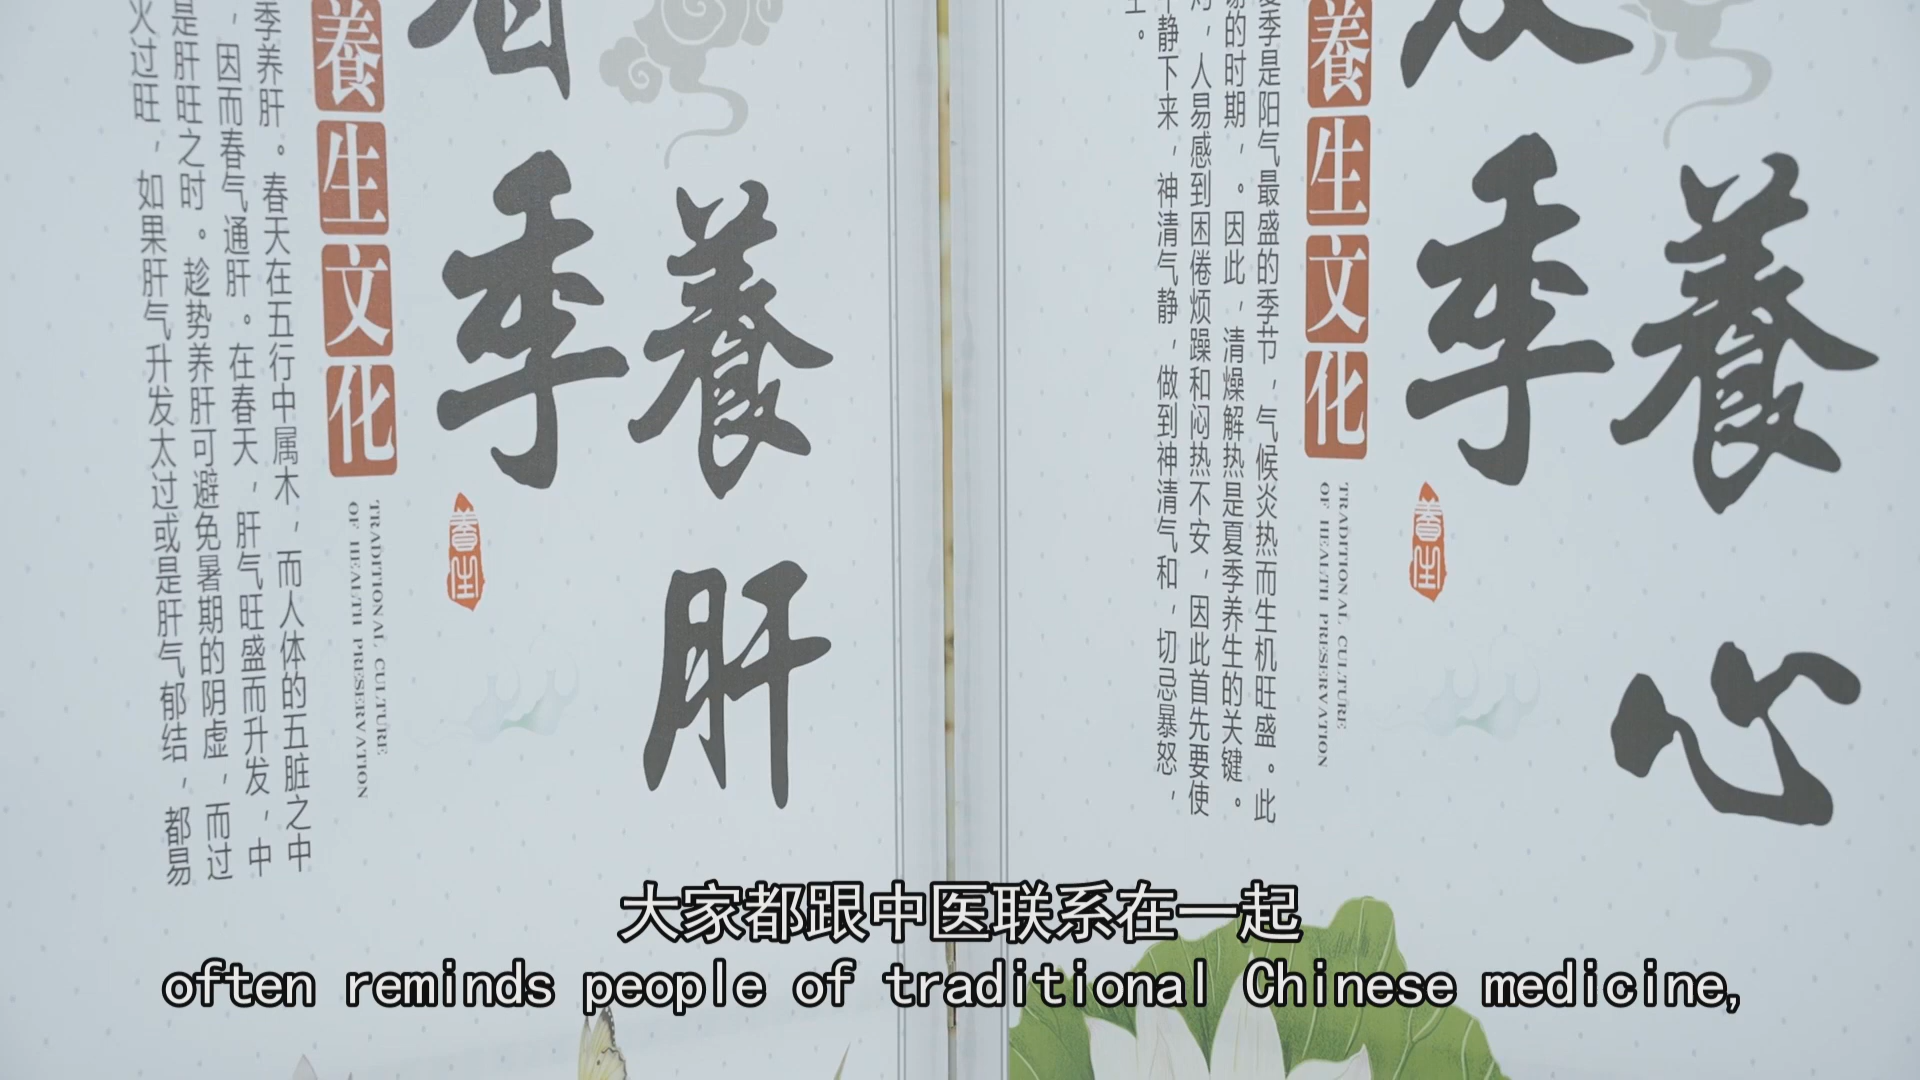 季養肝
養生文化
TRADITIONAL CULTURE
OF HEALTH PRESERVATION
養生
季养肝。春天在五行中属木，而人体的五脏之中
，因而春气通肝。在春天，肝气旺盛而升发，中
是肝旺之时。趁势养肝可避免暑期的阴虚，而过
火过旺，如果肝气升发太过或是肝气郁结，都易
季養心
養生文化
TRADITIONAL CULTURE
OF HEALTH PRESERVATION
養生
夏季是阳气最盛的季节，气候炎热而生机旺盛。此
的时期，。因此，清燥解热是夏季养生的关键。
，人易感到困倦烦躁和闷热不安，因此首先要使
静下来，神清气静，做到神清气和，切忌暴怒，
。
大家都跟中医联系在一起
often reminds people of traditional Chinese medicine,